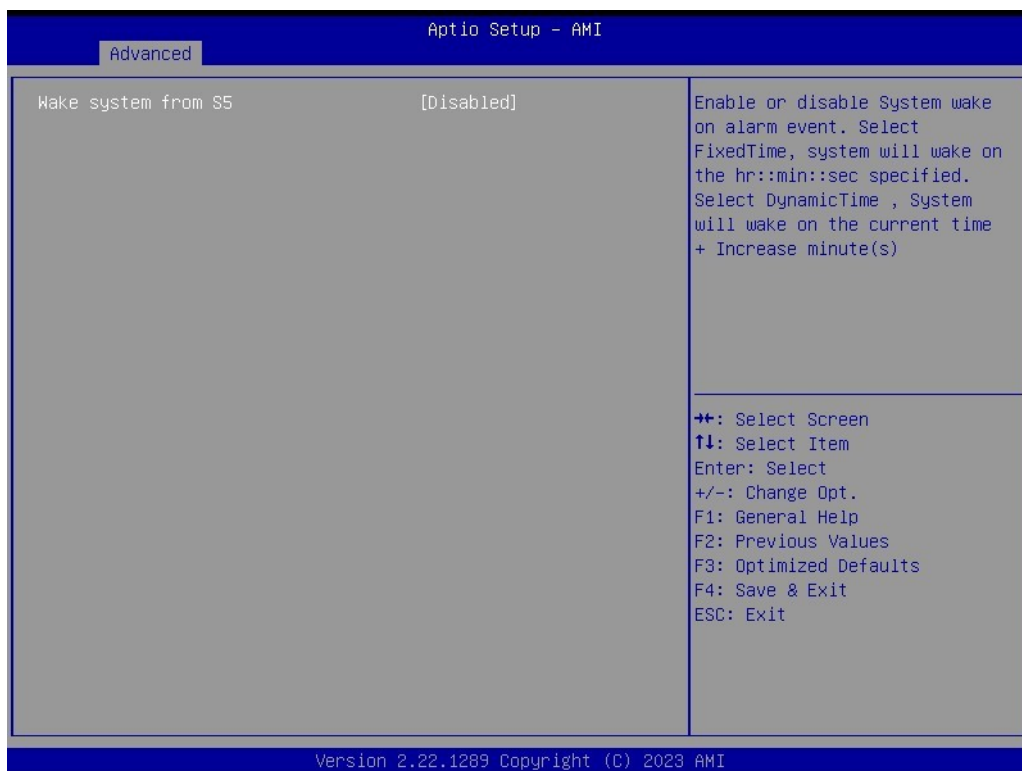 Aptio Setup - AMI
Advanced
Wake system from S5 [Disabled]
Enable or disable System wake
on alarm event. Select
FixedTime, system will wake on
the hr::min::sec specified.
Select DynamicTime , System
will wake on the current time
+ Increase minute(s)
→←: Select Screen
↑↓: Select Item
Enter: Select
+/-: Change Opt.
F1: General Help
F2: Previous Values
F3: Optimized Defaults
F4: Save & Exit
ESC: Exit
Version 2.22.1289 Copyright (C) 2023 AMI